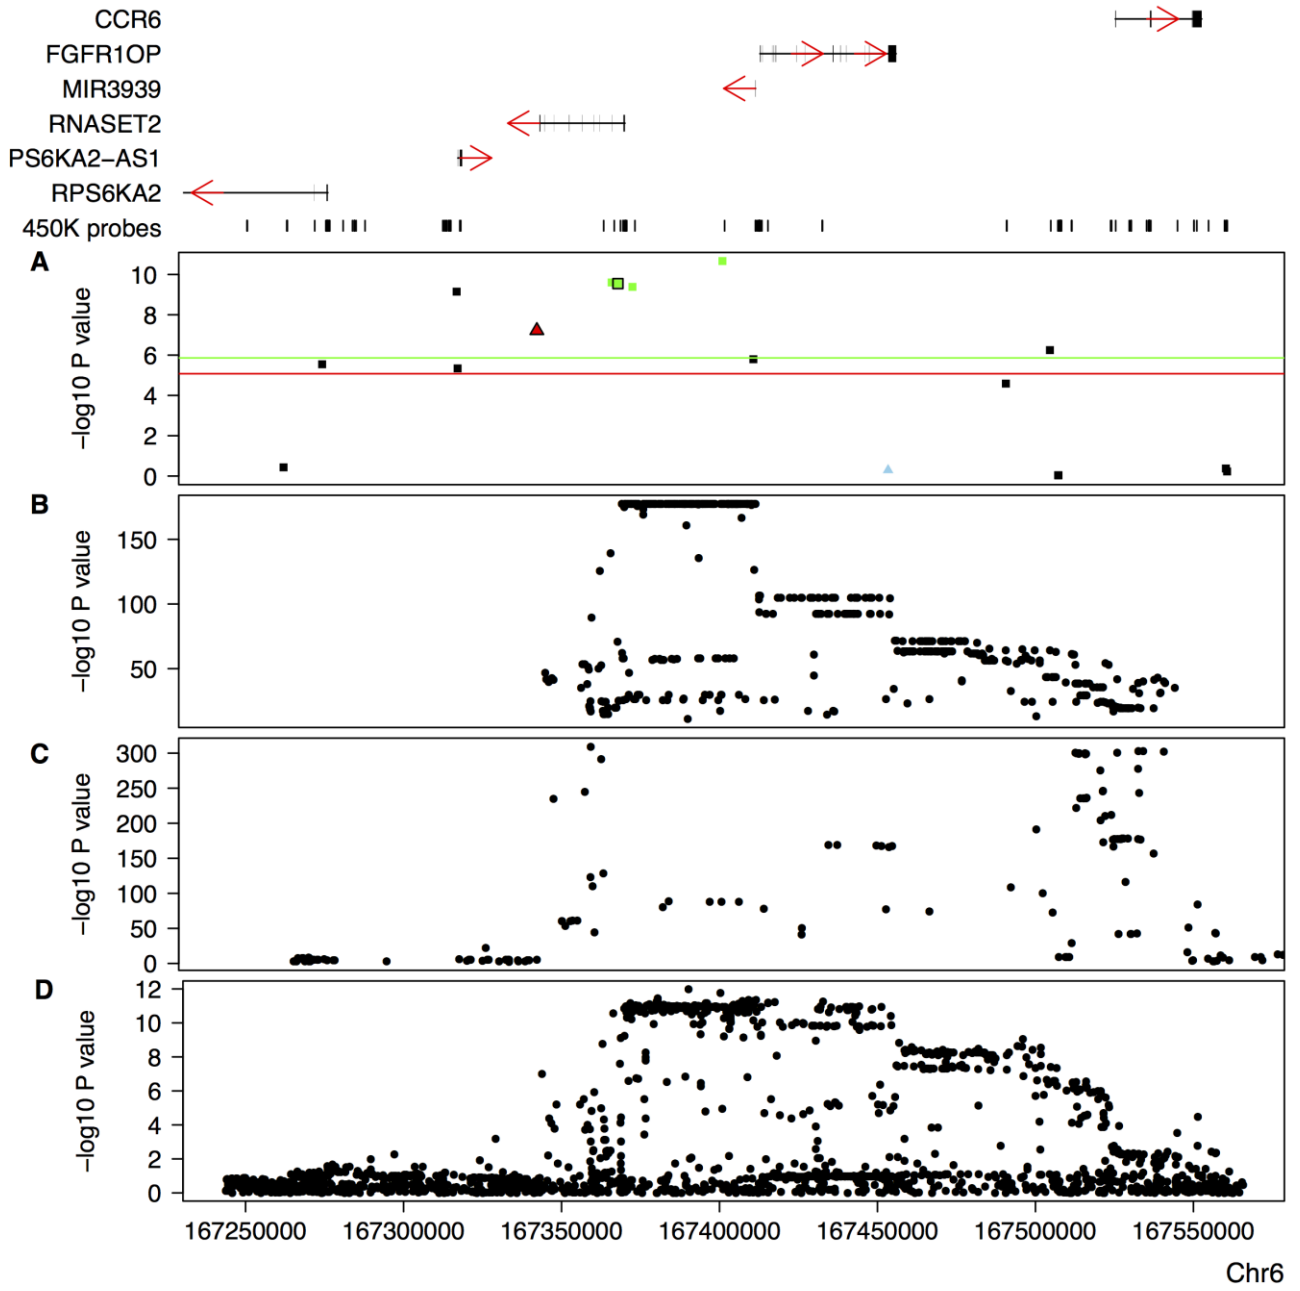 CCR6
FGFR1OP
MIR3939
RNASET2
PS6KA2−AS1
RPS6KA2
450K probes
A
−log10 P value
10
8
6
4
2
0
B
−log10 P value
150
100
50
C
−log10 P value
300
250
200
150
100
50
0
D
−log10 P value
12
10
8
6
4
2
0
167250000 167300000 167350000 167400000 167450000 167500000 167550000
Chr6